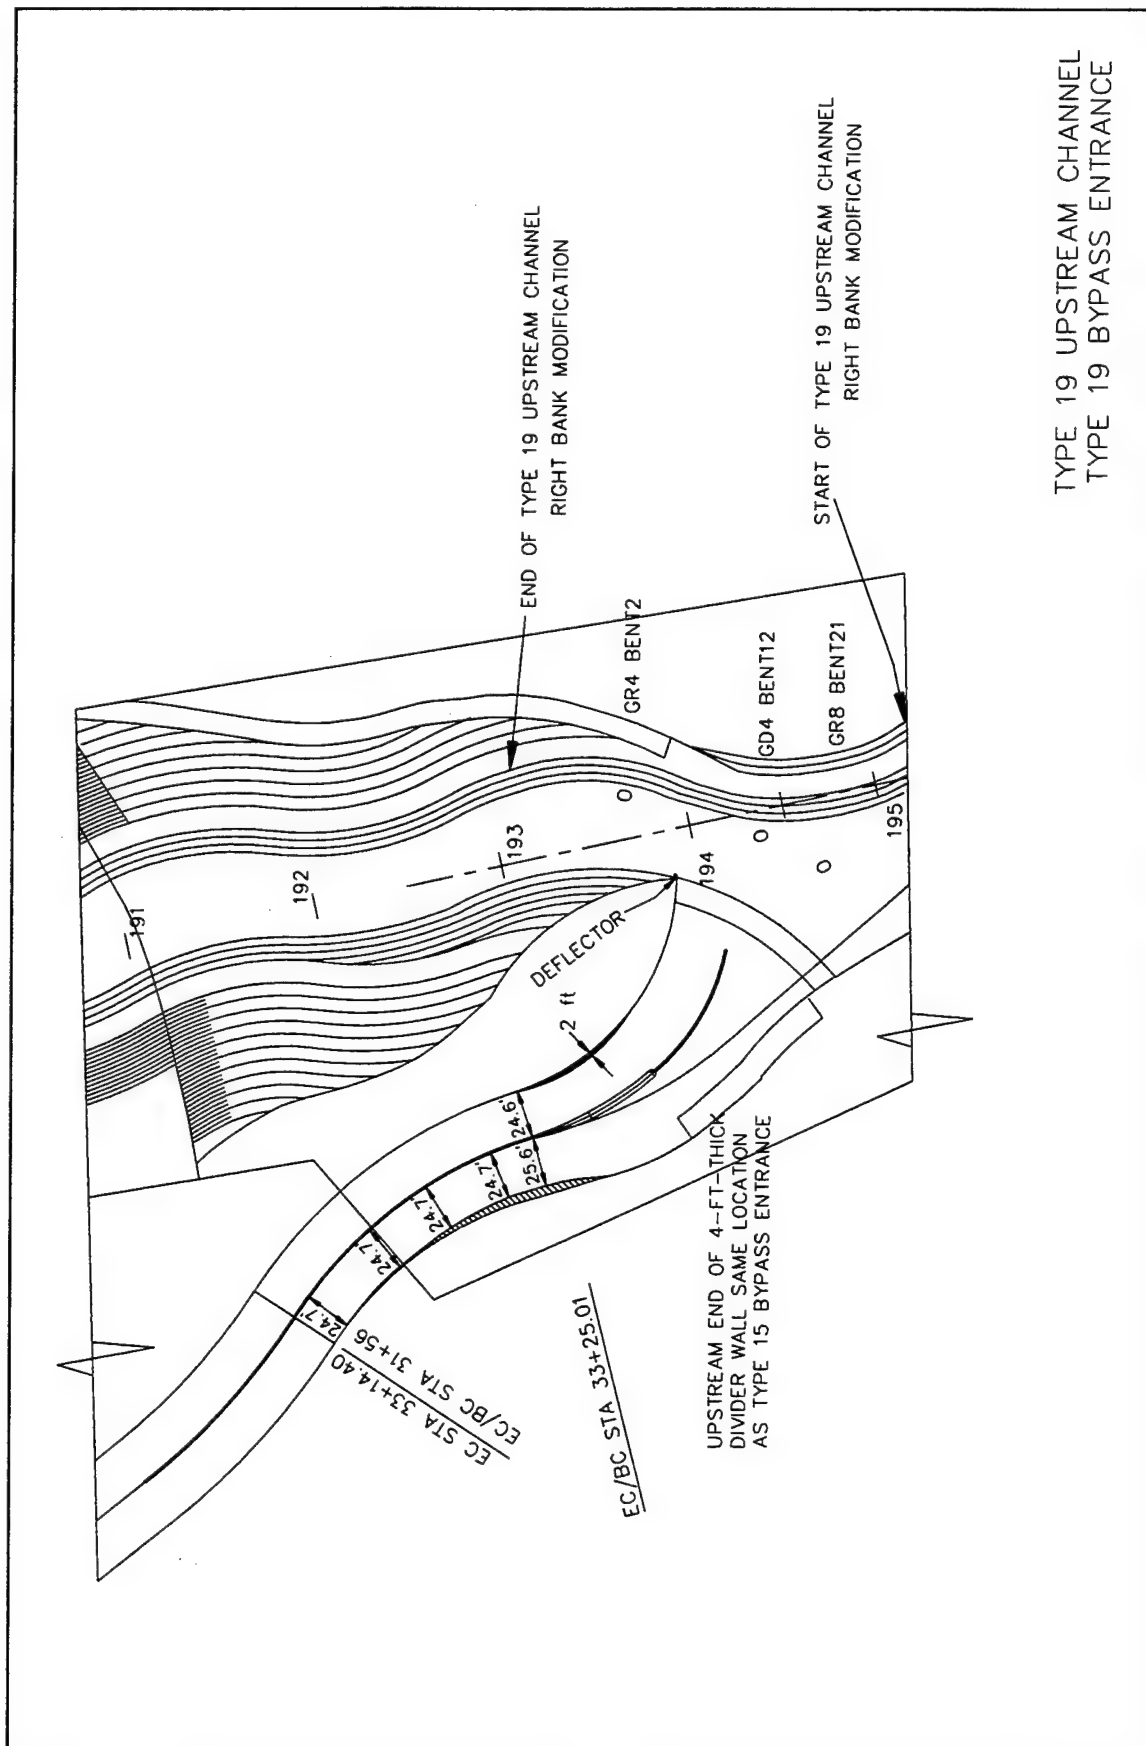 TYPE 19 UPSTREAM CHANNEL
TYPE 19 BYPASS ENTRANCE
END OF TYPE 19 UPSTREAM CHANNEL
RIGHT BANK MODIFICATION
START OF TYPE 19 UPSTREAM CHANNEL
RIGHT BANK MODIFICATION
GR4 BENT2
GD4 BENT12
GR8 BENT21
191
192
193
194
195
DEFLECTOR
2 ft
24.6'
25.6'
24.7'
24.7'
24.7'
24.7'
EC STA 33+14.40
EC/BC STA 31+56
EC/BC STA 33+25.01
UPSTREAM END OF 4-FT-THICK
DIVIDER WALL SAME LOCATION
AS TYPE 15 BYPASS ENTRANCE